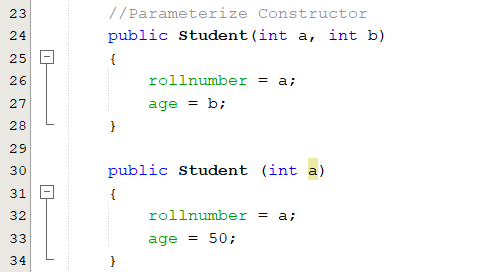 23 //Parameterize Constructor
24 public Student(int a, int b)
25 {
26 rollnumber = a;
27 age = b;
28 }
29
30 public Student (int a)
31 {
32 rollnumber = a;
33 age = 50;
34 }